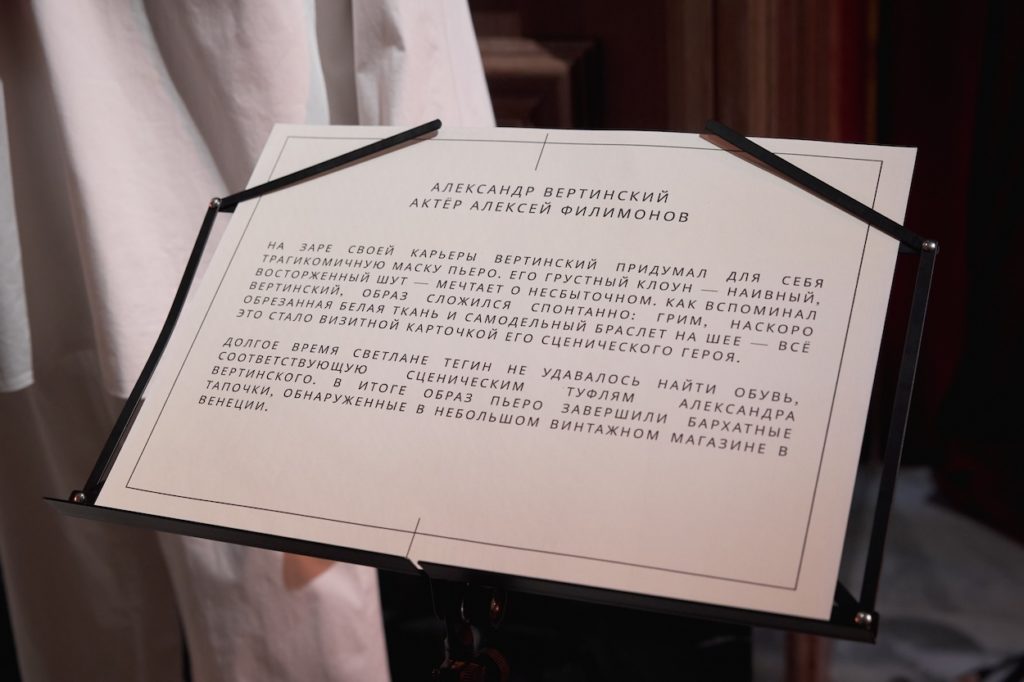 АЛЕКСАНДР ВЕРТИНСКИЙ
АКТЁР АЛЕКСЕЙ ФИЛИМОНОВ
НА ЗАРЕ СВОЕЙ КАРЬЕРЫ ВЕРТИНСКИЙ ПРИДУМАЛ ДЛЯ СЕБЯ
ТРАГИКОМИЧНУЮ МАСКУ ПЬЕРО. ЕГО ГРУСТНЫЙ КЛОУН — НАИВНЫЙ,
ВОСТОРЖЕННЫЙ ШУТ — МЕЧТАЕТ О НЕСБЫТОЧНОМ. КАК ВСПОМИНАЛ
ВЕРТИНСКИЙ, ОБРАЗ СЛОЖИЛСЯ СПОНТАННО: ГРИМ, НАСКОРО
ОБРЕЗАННАЯ БЕЛАЯ ТКАНЬ И САМОДЕЛЬНЫЙ БРАСЛЕТ НА ШЕЕ — ВСЁ
ЭТО СТАЛО ВИЗИТНОЙ КАРТОЧКОЙ ЕГО СЦЕНИЧЕСКОГО ГЕРОЯ.
ДОЛГОЕ ВРЕМЯ СВЕТЛАНЕ ТЕГИН НЕ УДАВАЛОСЬ НАЙТИ ОБУВЬ,
СООТВЕТСТВУЮЩУЮ СЦЕНИЧЕСКИМ ТУФЛЯМ АЛЕКСАНДРА
ВЕРТИНСКОГО. В ИТОГЕ ОБРАЗ ПЬЕРО ЗАВЕРШИЛИ БАРХАТНЫЕ
ТАПОЧКИ, ОБНАРУЖЕННЫЕ В НЕБОЛЬШОМ ВИНТАЖНОМ МАГАЗИНЕ В
ВЕНЕЦИИ.